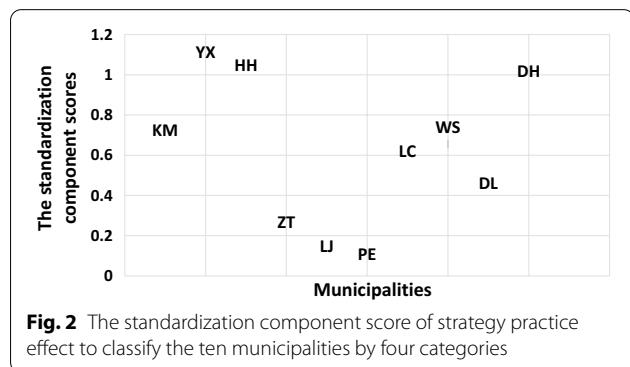 The standardization
component scores
1.2
1
0.8
0.6
0.4
0.2
0
YX
HH
DH
KM
WS
LC
DL
ZT
LJ
PE
Municipalities
Fig. 2 The standardization component score of strategy practice
effect to classify the ten municipalities by four categories